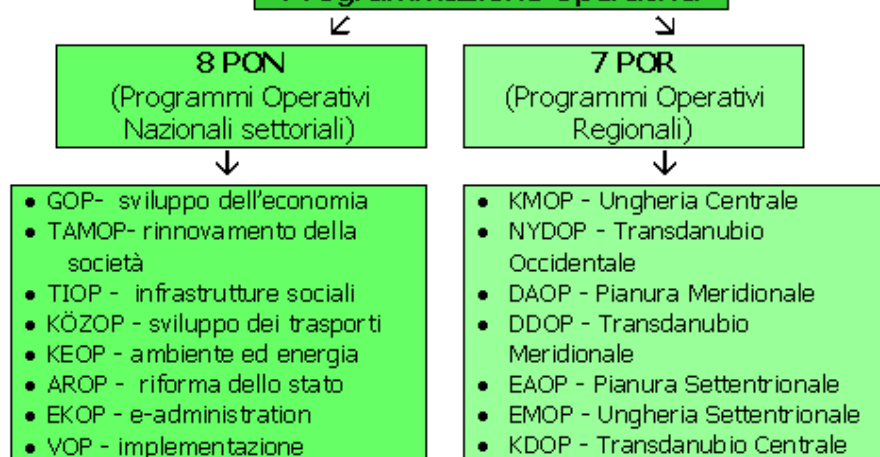 Programmazione operativa
8 PON
(Programmi Operativi
Nazionali settoriali)
7 POR
(Programmi Operativi
Regionali)
• GOP- sviluppo dell'economia
• TAMOP- rinnovamento della
società
• TIOP - infrastrutture sociali
• KÖZOP - sviluppo dei trasporti
• KEOP - ambiente ed energia
• AROP - riforma dello stato
• EKOP - e-administration
• VOP - implementazione
• KMOP - Ungheria Centrale
• NYDOP - Transdanubio
Occidentale
• DAOP - Pianura Meridionale
• DDOP - Transdanubio
Meridionale
• EAOP - Pianura Settentrionale
• EMOP - Ungheria Settentrionale
• KDOP - Transdanubio Centrale